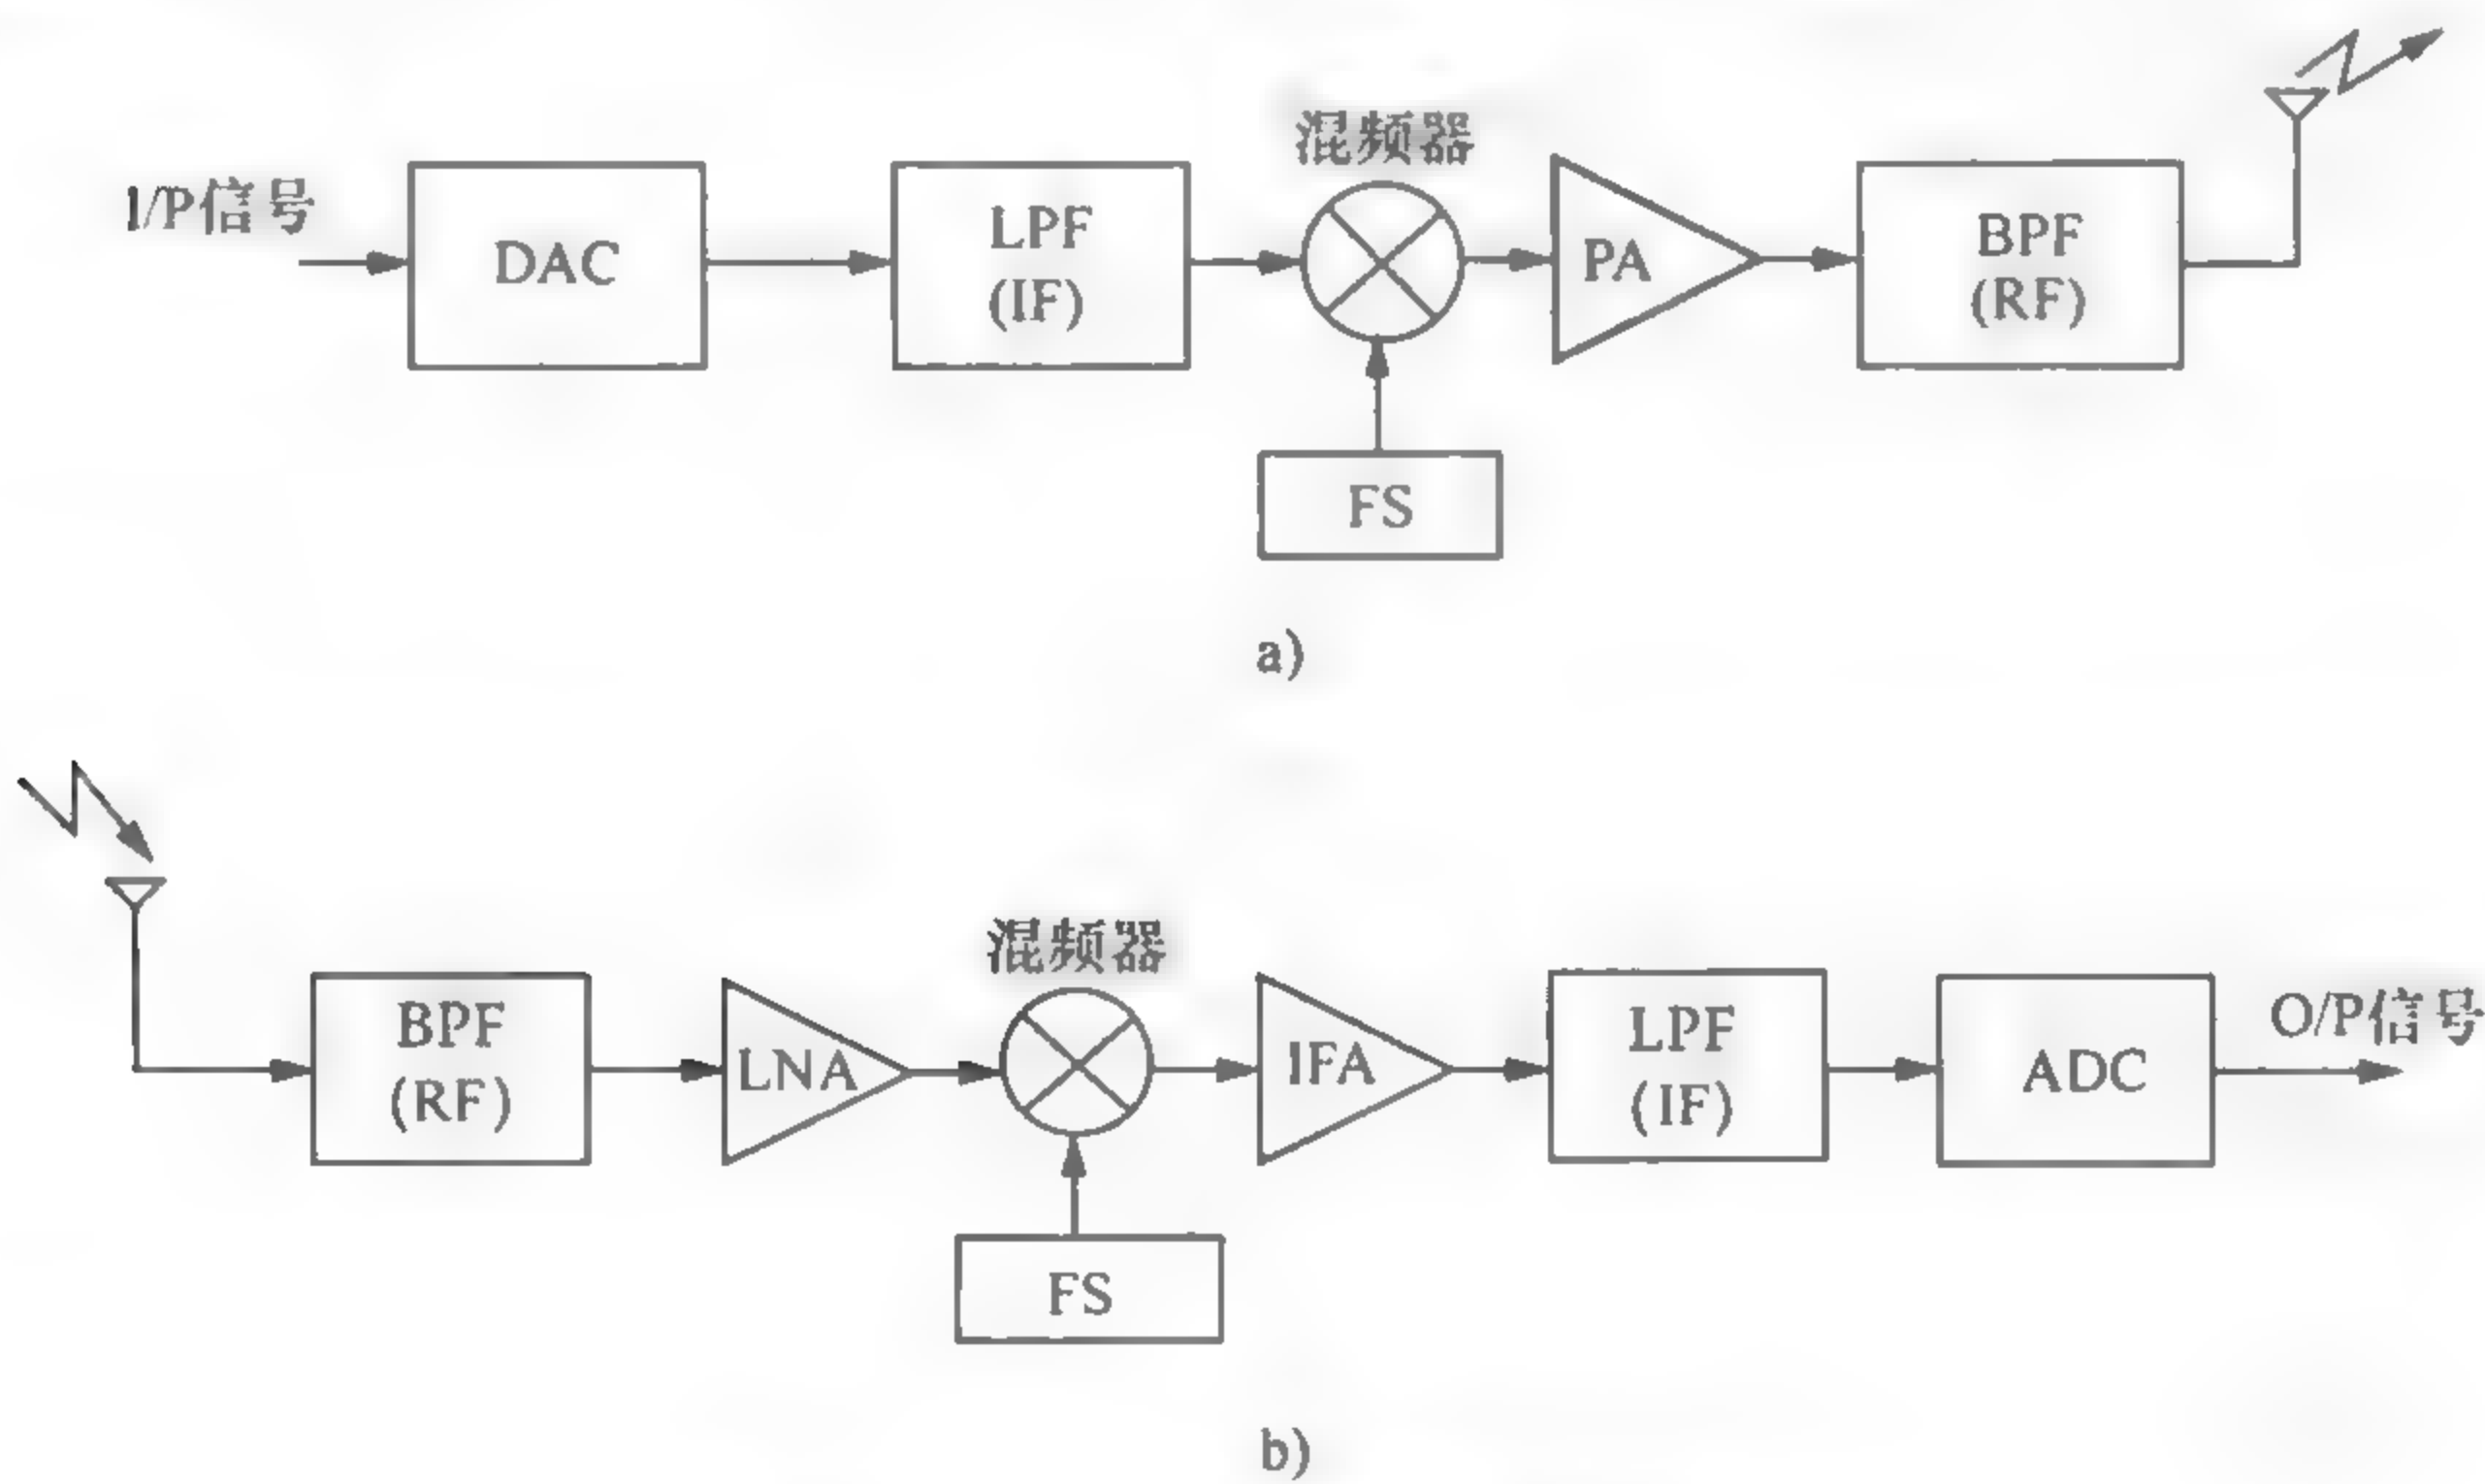 I/P信号
DAC
LPF
(IF)
混频器
PA
BPF
(RF)
FS
a)
BPF
(RF)
LNA
混频器
IFA
LPF
(IF)
ADC
O/P信号
FS
b)